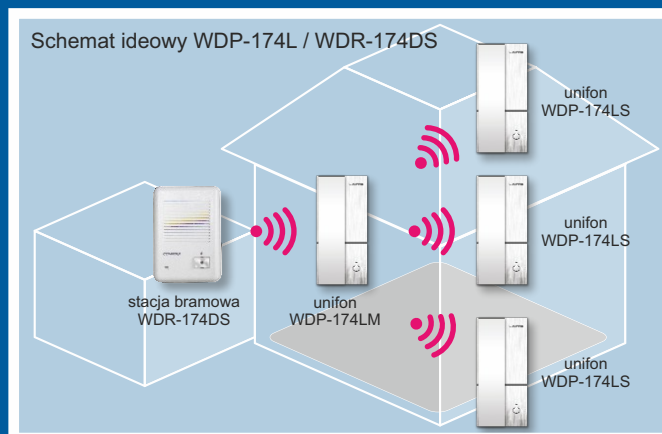 Schemat ideowy WDP-174L / WDR-174DS
unifon
WDP-174LS
stacja bramowa
WDR-174DS
unifon
WDP-174LM
unifon
WDP-174LS
unifon
WDP-174LS